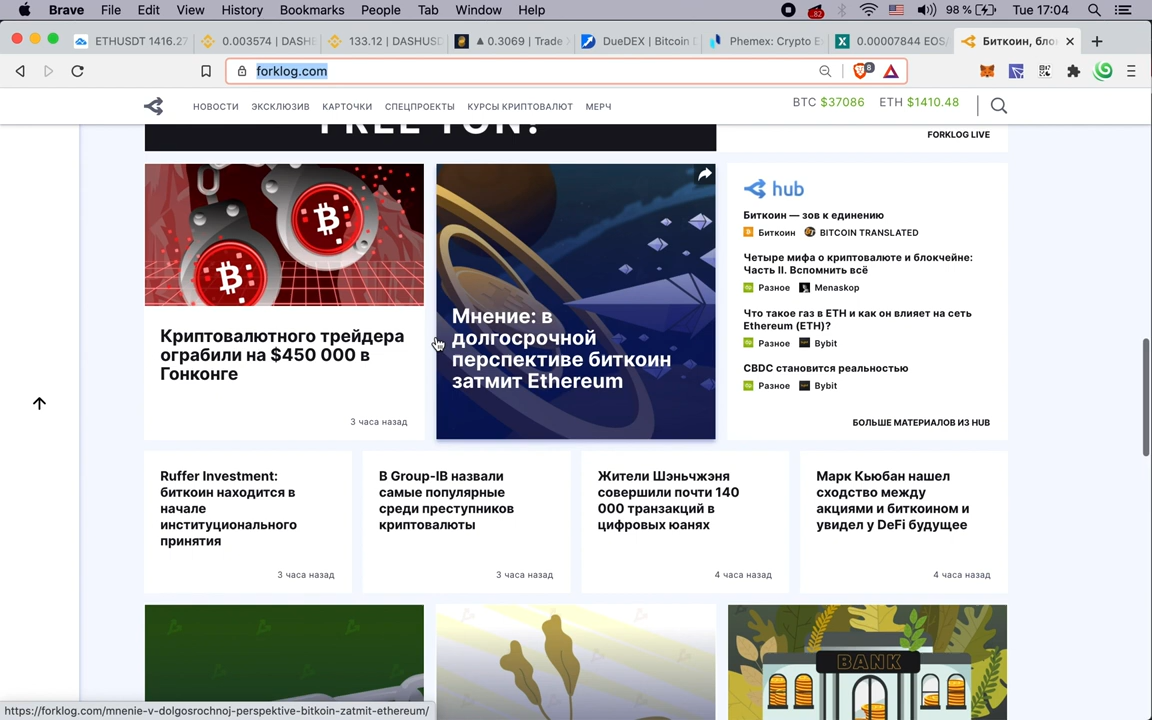 Brave File Edit View History Bookmarks People Tab Window Help .82 98 % Tue 17:04
ETHUSDT 1416.27 0.003574 | DASHE 133.12 | DASHUSD ▲0.3069 | Trade DueDEX | Bitcoin D Phemex: Crypto E 0.00007844 EOS/ Биткоин, бло
forklog.com 8
НОВОСТИ ЭКСКЛЮЗИВ КАРТОЧКИ СПЕЦПРОЕКТЫ КУРСЫ КРИПТОВАЛЮТ МЕРЧ BTC $37086 ETH $1410.48
FREE TON?
FORKLOG LIVE
Криптовалютного трейдера
ограбили на $450 000 в
Гонконге
3 часа назад
Мнение: в
долгосрочной
перспективе биткоин
затмит Ethereum
hub
Биткоин — зов к единению
Биткоин BITCOIN TRANSLATED
Четыре мифа о криптовалюте и блокчейне:
Часть II. Вспомнить всё
Разное Menaskop
Что такое газ в ETH и как он влияет на сеть
Ethereum (ETH)?
Разное Bybit
CBDC становится реальностью
Разное Bybit
БОЛЬШЕ МАТЕРИАЛОВ ИЗ HUB
Ruffer Investment:
биткоин находится в
начале
институционального
принятия
3 часа назад
В Group-IB назвали
самые популярные
среди преступников
криптовалюты
3 часа назад
Жители Шэньчжэня
совершили почти 140
000 транзакций в
цифровых юанях
4 часа назад
Марк Кьюбан нашел
сходство между
акциями и биткоином и
увидел у DeFi будущее
4 часа назад
BANK
https://forklog.com/mnenie-v-dolgosrochnoj-perspektive-bitkoin-zatmit-ethereum/